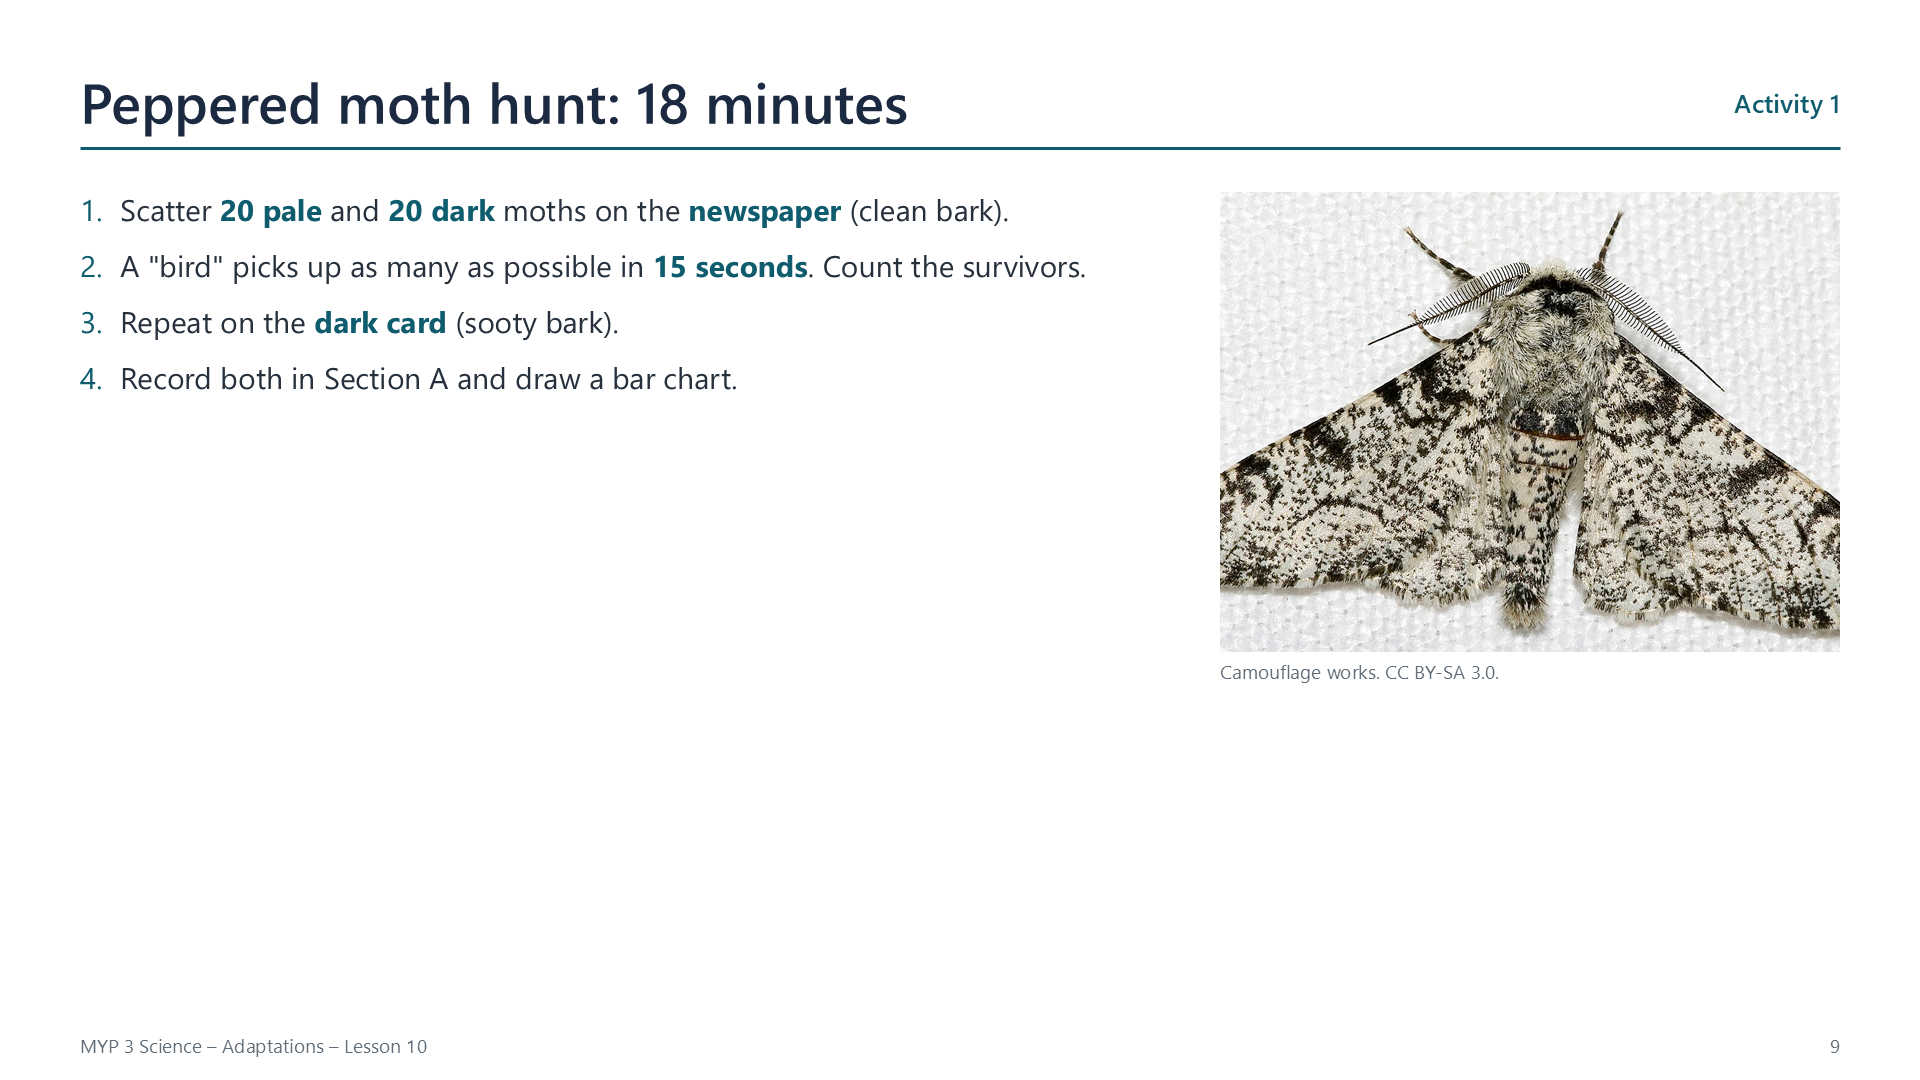 Peppered moth hunt: 18 minutes
Activity 1
1. Scatter 20 pale and 20 dark moths on the newspaper (clean bark).
2. A "bird" picks up as many as possible in 15 seconds. Count the survivors.
3. Repeat on the dark card (sooty bark).
4. Record both in Section A and draw a bar chart.
Camouflage works. CC BY-SA 3.0.
MYP 3 Science – Adaptations – Lesson 10
9